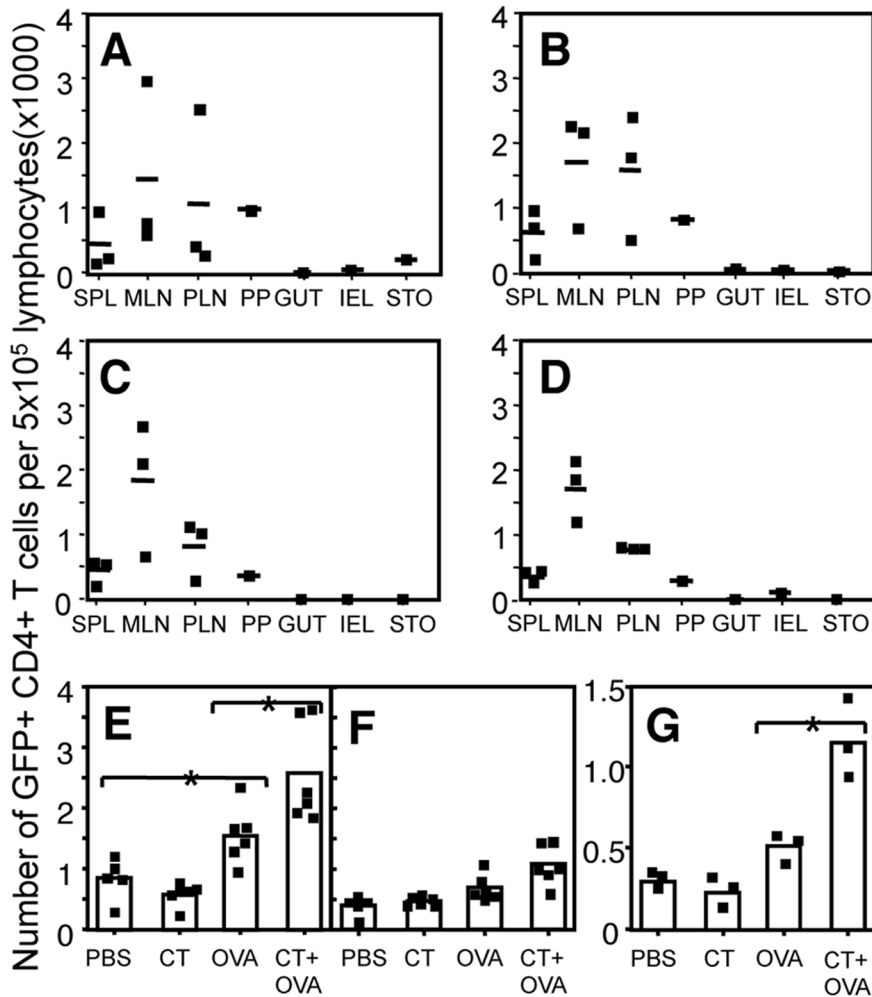 Number of GFP+ CD4+ T cells per 5x10⁵ lymphocytes(x1000)
A
4
3
2
1
0
SPL MLN PLN PP GUT IEL STO
B
4
3
2
1
0
SPL MLN PLN PP GUT IEL STO
C
4
3
2
1
0
SPL MLN PLN PP GUT IEL STO
D
4
3
2
1
0
SPL MLN PLN PP GUT IEL STO
E
4
3
2
1
0
*
*
PBS CT OVA CT+
OVA
F
PBS CT OVA CT+
OVA
G
1.5
1.0
0.5
0
*
PBS CT OVA CT+
OVA